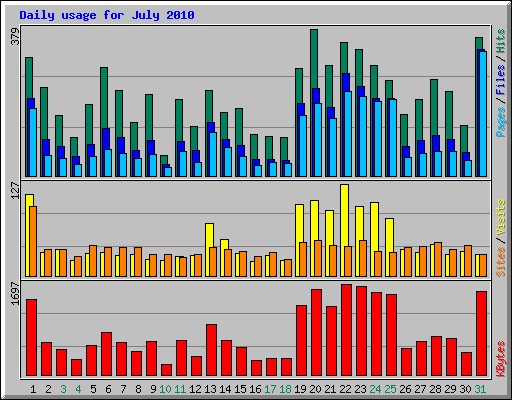 Daily usage for July 2010
379
Pages / Files / Hits
127
Sites / Visits
1697
KBytes
1 2 3 4 5 6 7 8 9 10 11 12 13 14 15 16 17 18 19 20 21 22 23 24 25 26 27 28 29 30 31